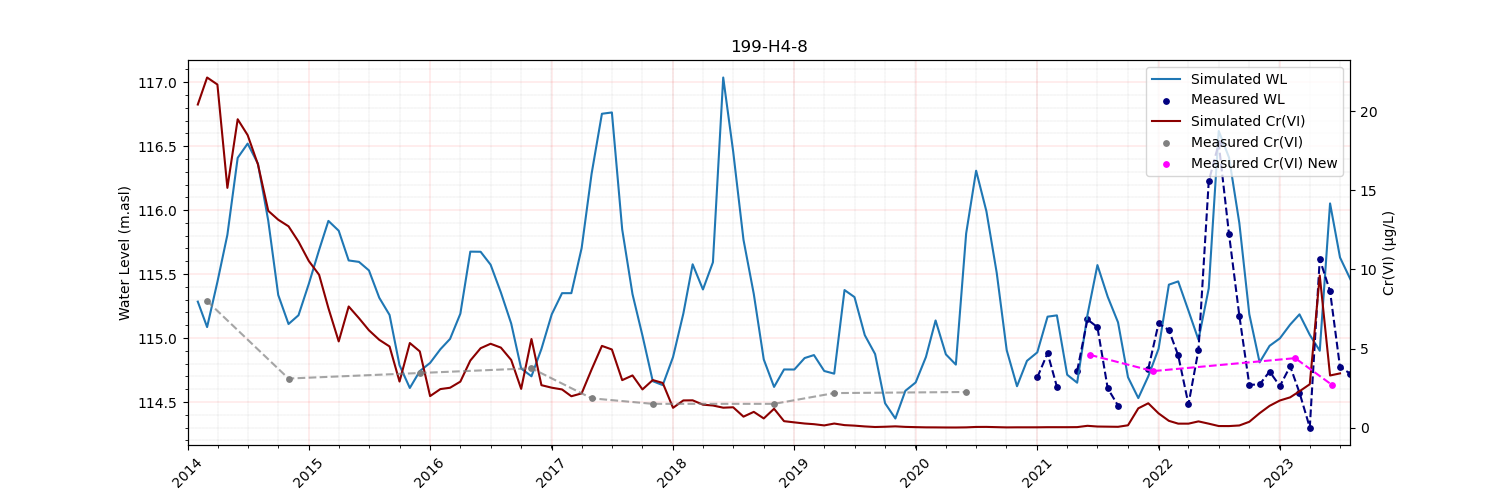 199-H4-8
Water Level (m.asl)
117.0
116.5
116.0
115.5
115.0
114.5
Simulated WL
Measured WL
Simulated Cr(VI)
Measured Cr(VI)
Measured Cr(VI) New
20
15
10
5
0
Cr(VI) (μg/L)
2014
2015
2016
2017
2018
2019
2020
2021
2022
2023